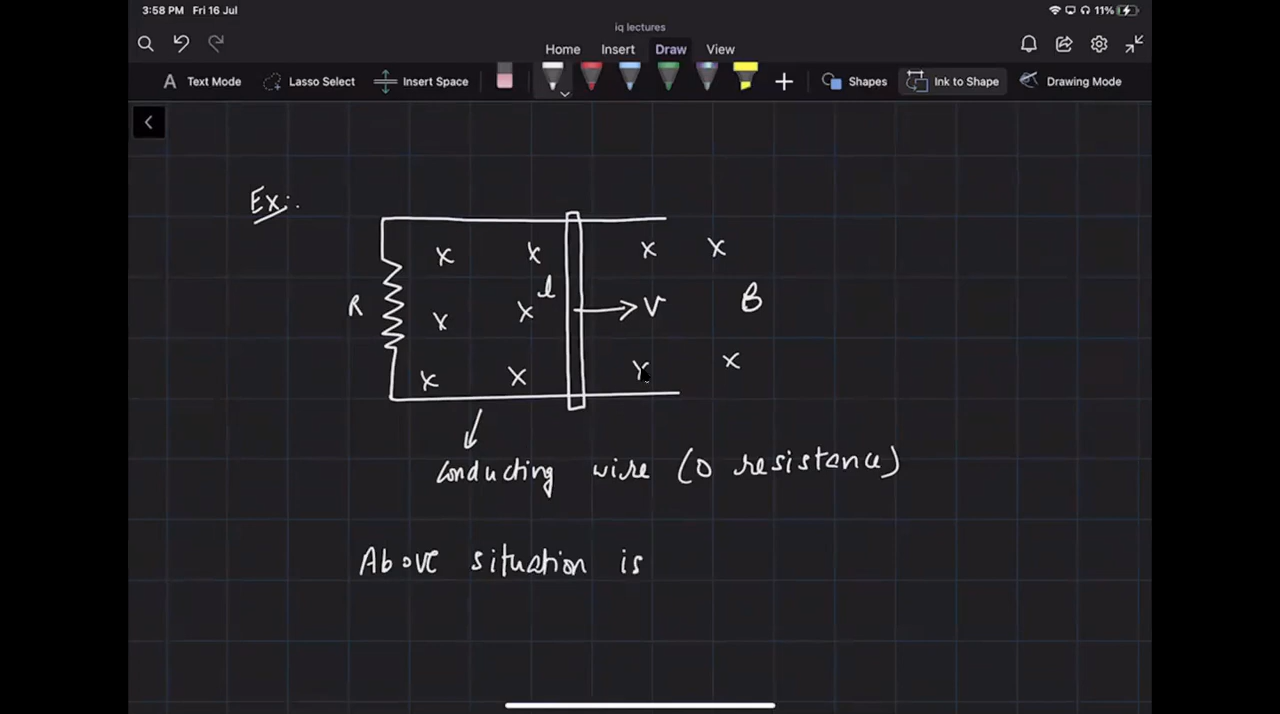 3:58 PM Fri 16 Jul
11%
iq lectures
Home Insert Draw View
Text Mode Lasso Select Insert Space Shapes Ink to Shape Drawing Mode
Ex:.
x x x x
l
R x x V B
x x x x
conducting wire (0 resistance)
Above situation is